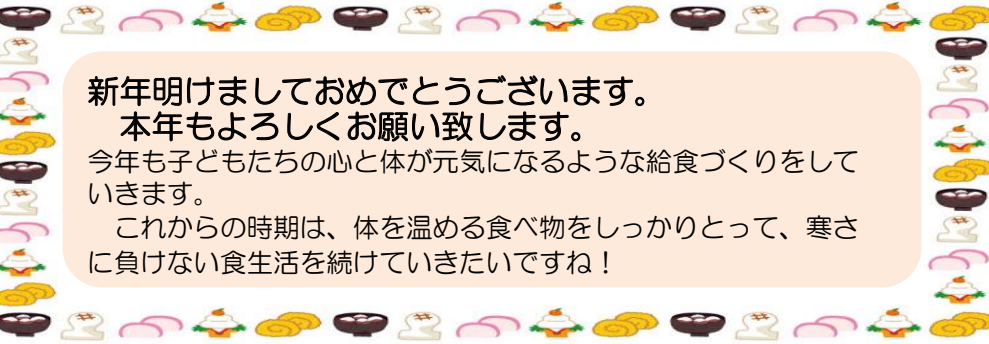 新年明けましておめでとうございます。
　本年もよろしくお願い致します。
今年も子どもたちの心と体が元気になるような給食づくりをして
いきます。
　これからの時期は、体を温める食べ物をしっかりとって、寒さ
に負けない食生活を続けていきたいですね！